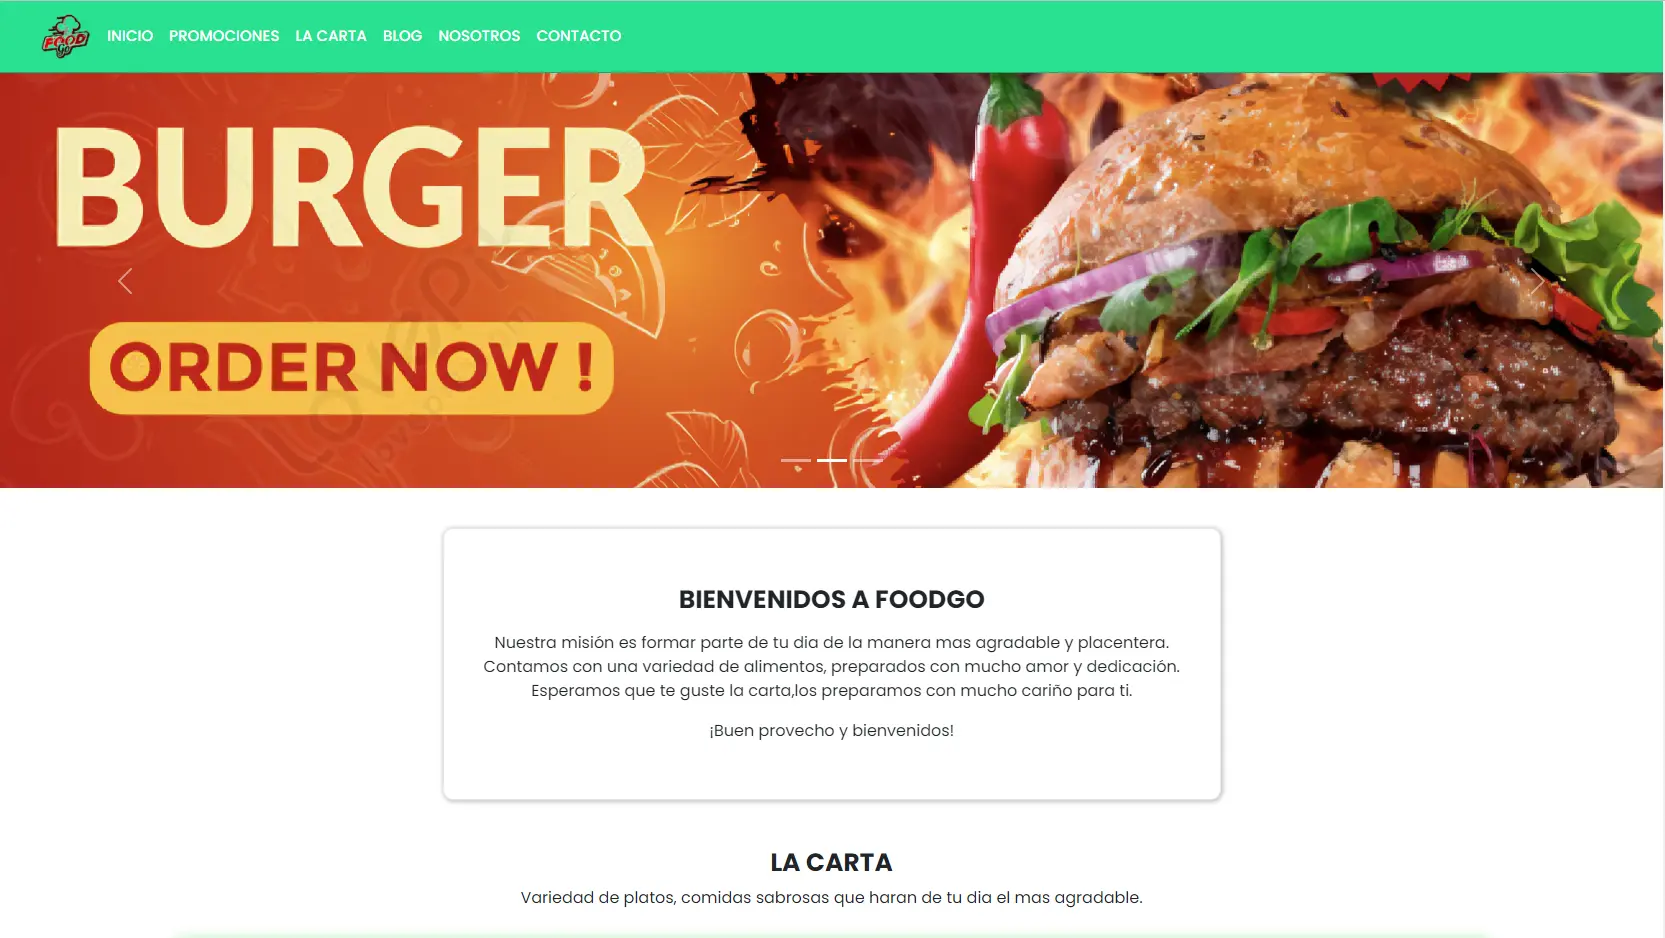 FOOD
Go
INICIO PROMOCIONES LA CARTA BLOG NOSOTROS CONTACTO
BURGER
ORDER NOW !
BIENVENIDOS A FOODGO
Nuestra misión es formar parte de tu dia de la manera mas agradable y placentera.
Contamos con una variedad de alimentos, preparados con mucho amor y dedicación.
Esperamos que te guste la carta,los preparamos con mucho cariño para ti.
¡Buen provecho y bienvenidos!
LA CARTA
Variedad de platos, comidas sabrosas que haran de tu dia el mas agradable.